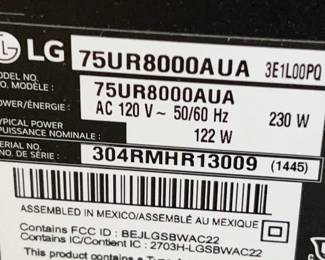 LG 75UR8000AUA 3E1L00PQ
MODEL NO.
NO. DE MODÈLE : 75UR8000AUA
POWER/ÉNERGIE : AC 120 V~ 50/60 Hz 230 W
TYPICAL POWER
PUISSANCE NOMINALE : 122 W
SERIAL NO.
NO. DE SÉRIE : 304RMHR13009 (1445)
ASSEMBLED IN MEXICO/ASSEMBLÉ AU MEXIQUE
Contains FCC ID : BEJLGSBWAC22
Contains IC/Contient IC : 2703H-LGSBWAC22
This product contains a